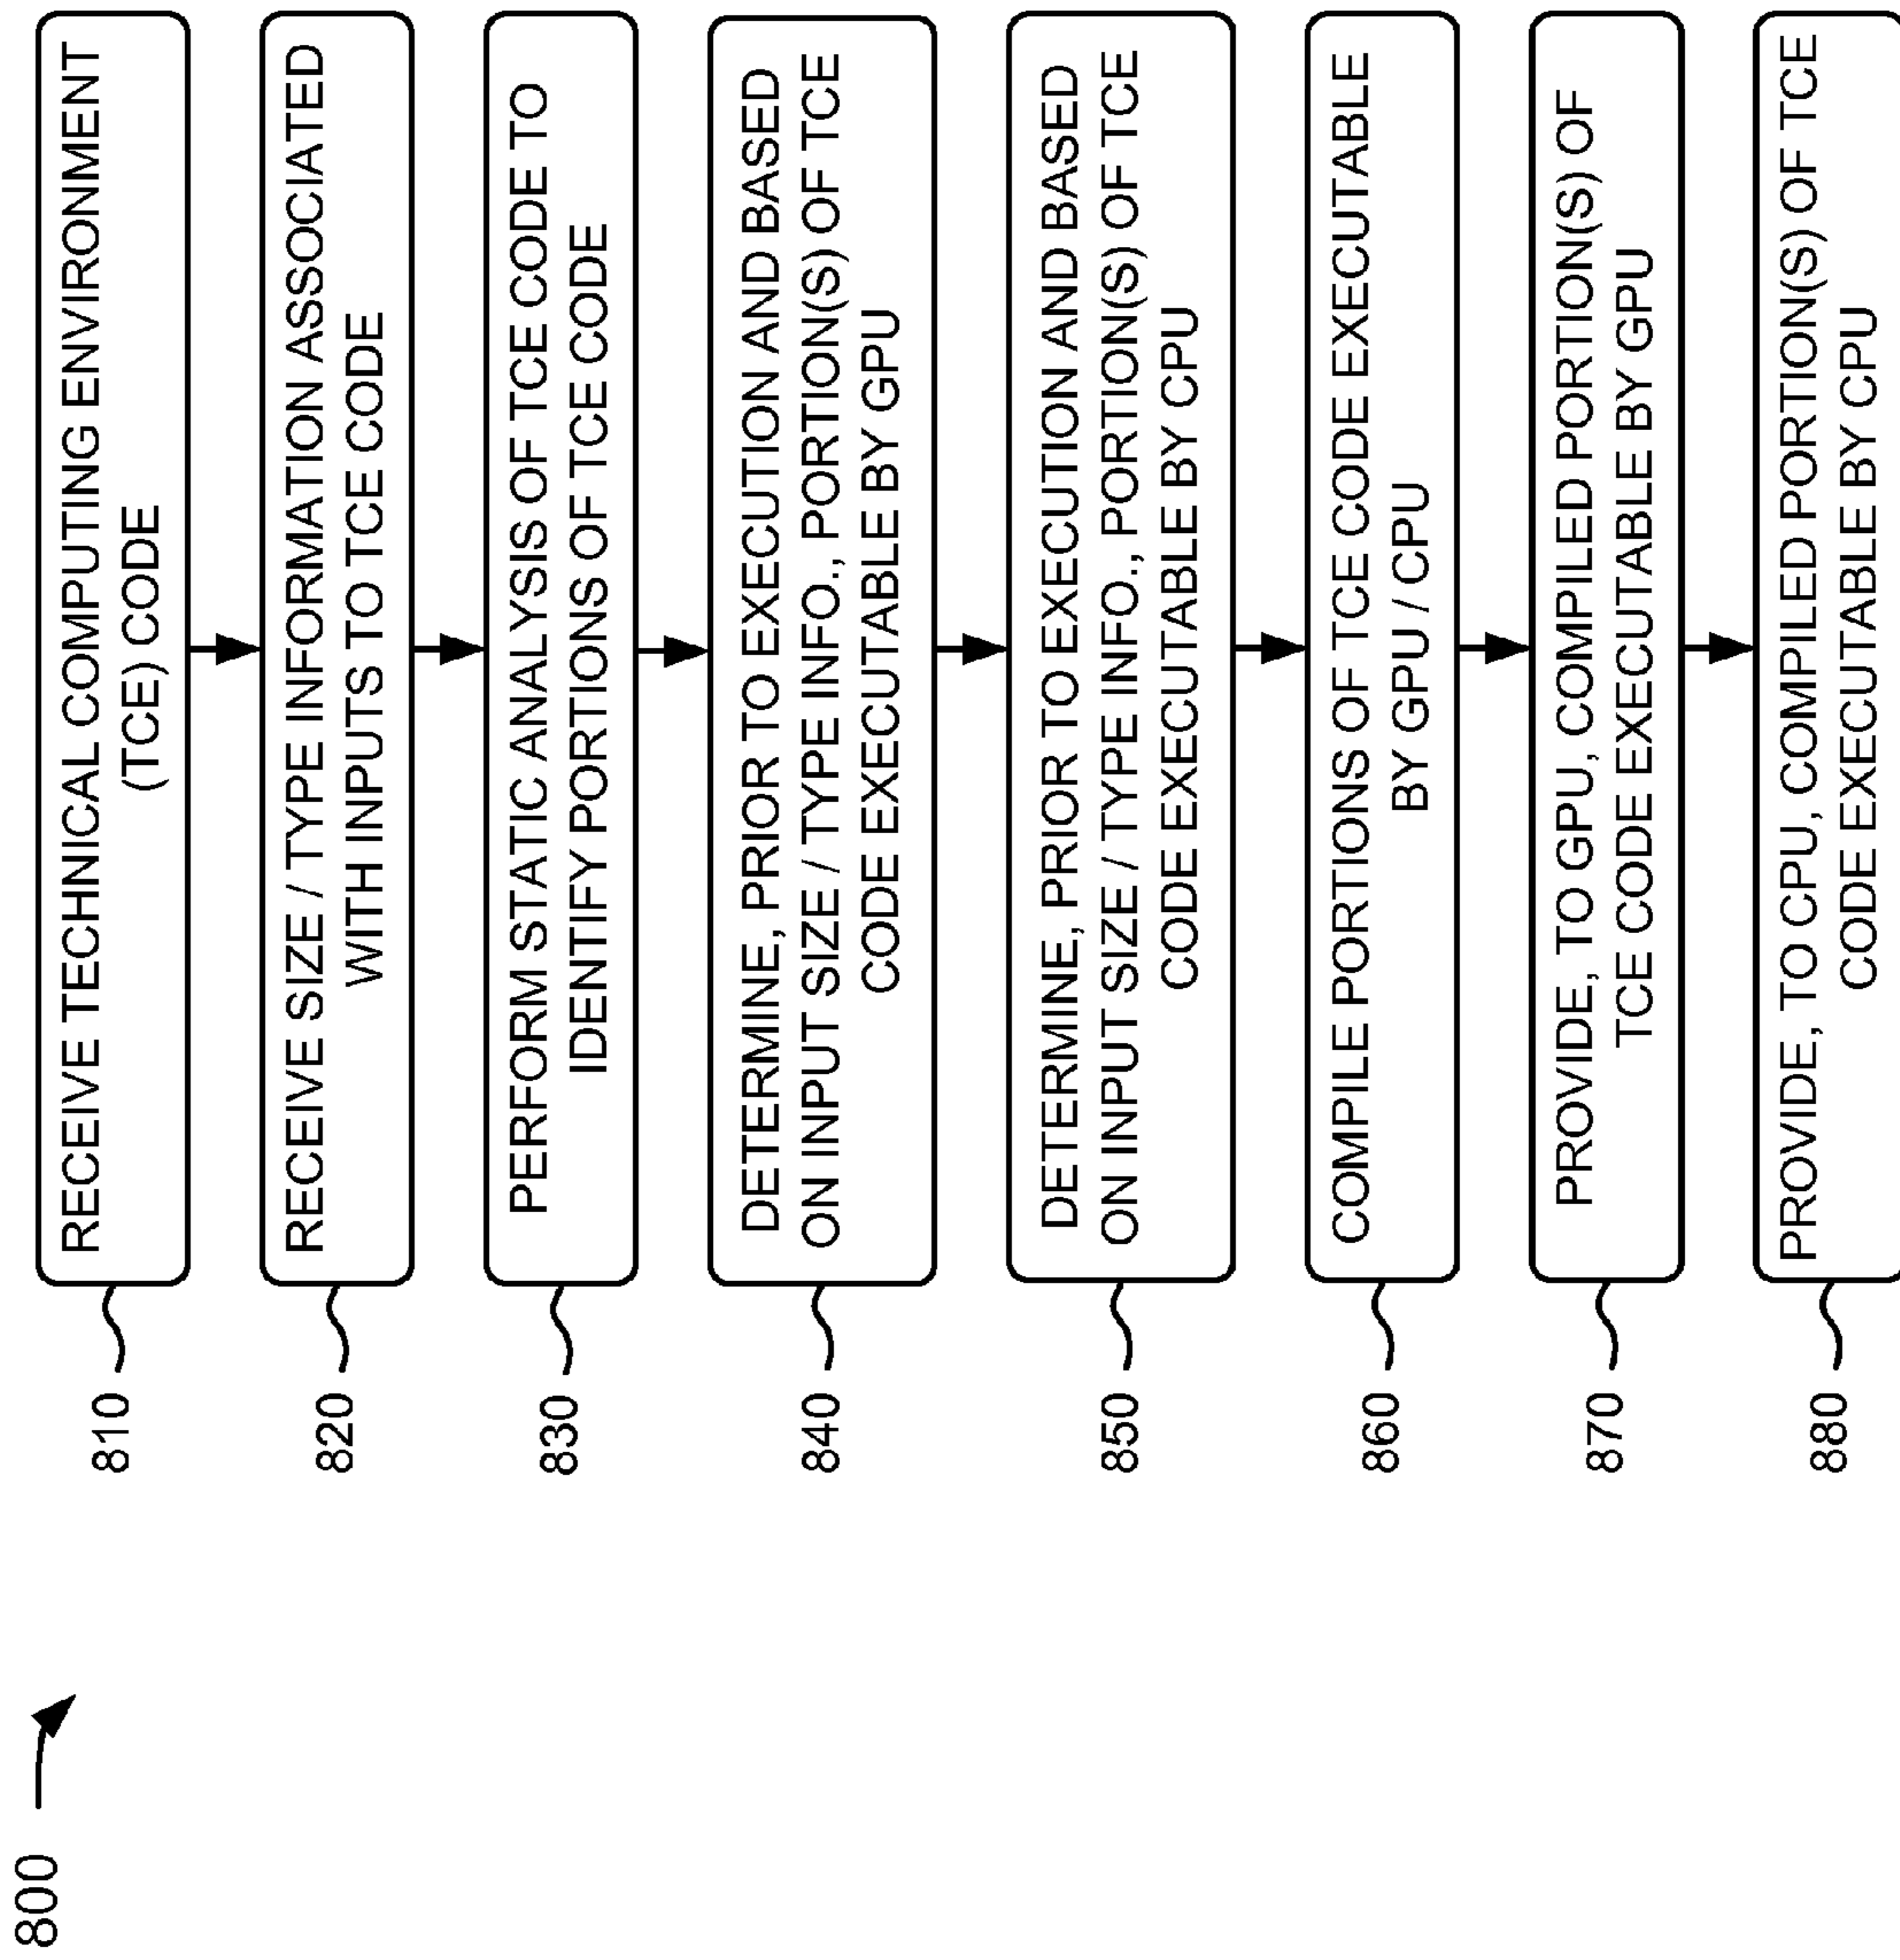 800
810
RECEIVE TECHNICAL COMPUTING ENVIRONMENT
(TCE) CODE
820
RECEIVE SIZE / TYPE INFORMATION ASSOCIATED
WITH INPUTS TO TCE CODE
830
PERFORM STATIC ANALYSIS OF TCE CODE TO
IDENTIFY PORTIONS OF TCE CODE
840
DETERMINE, PRIOR TO EXECUTION AND BASED
ON INPUT SIZE / TYPE INFO., PORTION(S) OF TCE
CODE EXECUTABLE BY GPU
850
DETERMINE, PRIOR TO EXECUTION AND BASED
ON INPUT SIZE / TYPE INFO., PORTION(S) OF TCE
CODE EXECUTABLE BY CPU
860
COMPILE PORTIONS OF TCE CODE EXECUTABLE
BY GPU / CPU
870
PROVIDE, TO GPU, COMPILED PORTION(S) OF
TCE CODE EXECUTABLE BY GPU
880
PROVIDE, TO CPU, COMPILED PORTION(S) OF TCE
CODE EXECUTABLE BY CPU